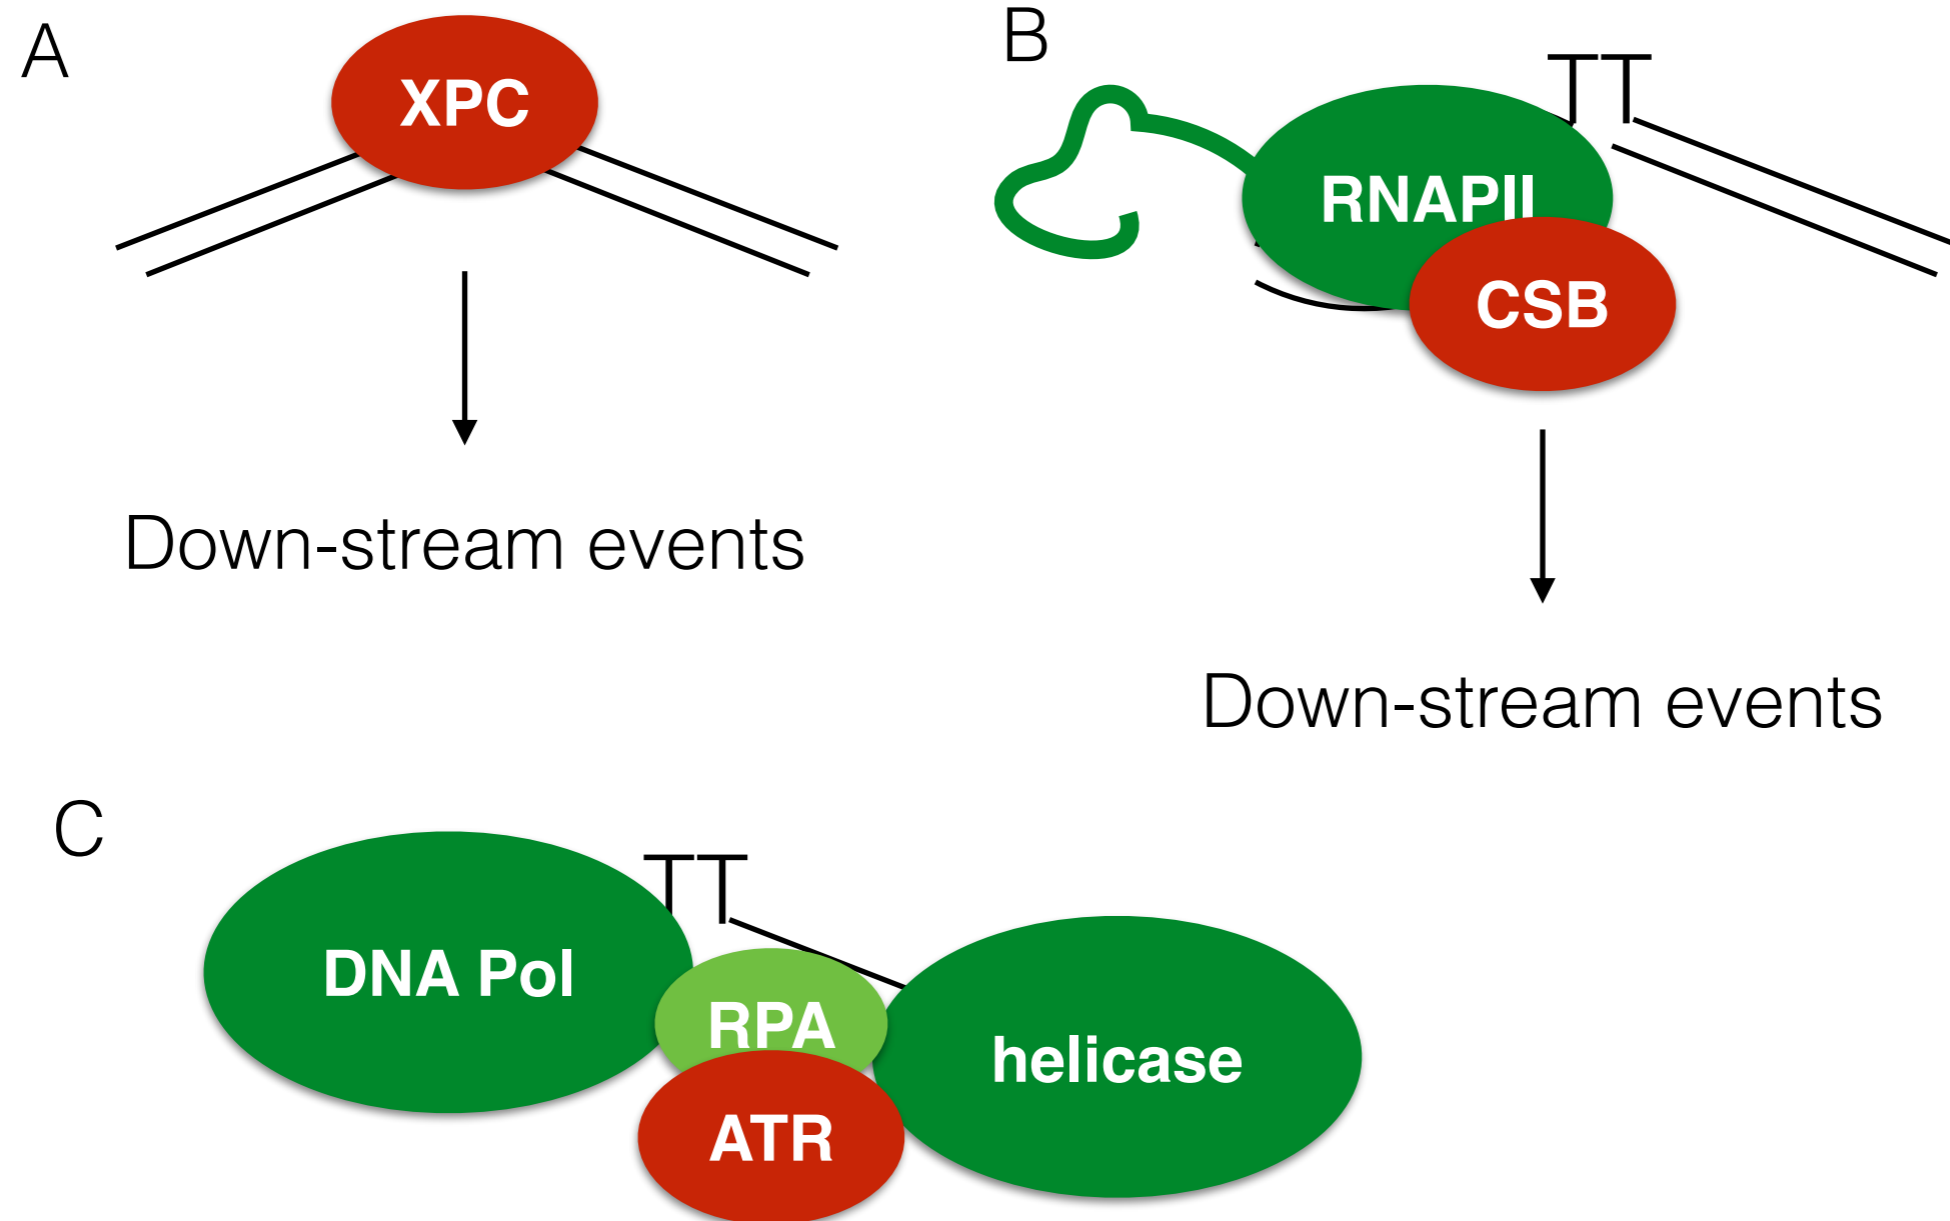 A
XPC
Down-stream events
B
TT
RNAPII
CSB
Down-stream events
C
TT
DNA Pol
RPA
ATR
helicase